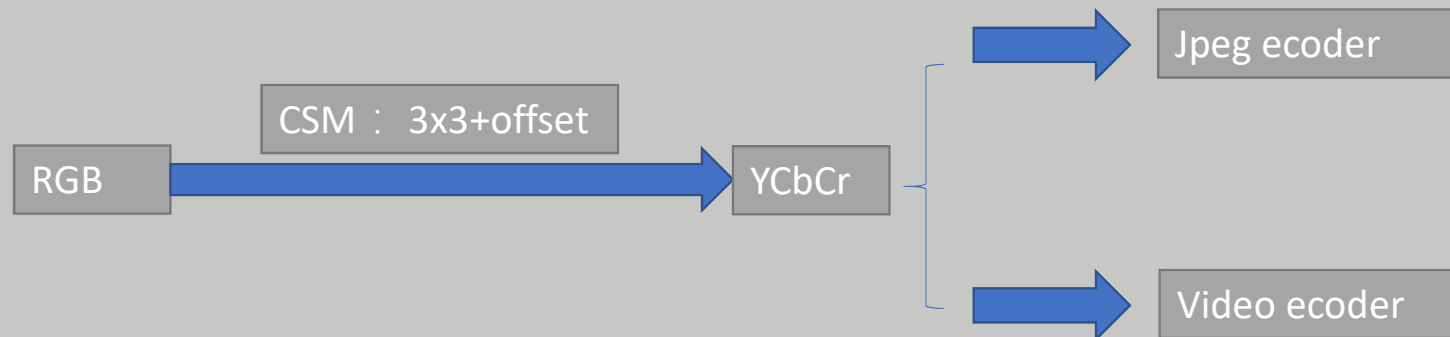 Jpeg ecoder
CSM： 3x3+offset
RGB
YCbCr
Video ecoder